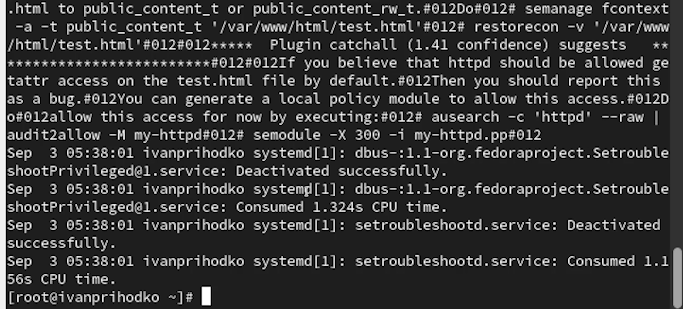 .html to public_content_t or public_content_rw_t.#012Do#012# semanage fcontext
 -a -t public_content_t '/var/www/html/test.html'#012# restorecon -v '/var/www
/html/test.html'#012#012*****  Plugin catchall (1.41 confidence) suggests   **
************************#012#012If you believe that httpd should be allowed ge
tattr access on the test.html file by default.#012Then you should report this 
as a bug.#012You can generate a local policy module to allow this access.#012D
o#012allow this access for now by executing:#012# ausearch -c 'httpd' --raw | 
audit2allow -M my-httpd#012# semodule -X 300 -i my-httpd.pp#012
Sep  3 05:38:01 ivanprihodko systemd[1]: dbus-:1.1-org.fedoraproject.Setrouble
shootPrivileged@1.service: Deactivated successfully.
Sep  3 05:38:01 ivanprihodko systemd[1]: dbus-:1.1-org.fedoraproject.Setrouble
shootPrivileged@1.service: Consumed 1.324s CPU time.
Sep  3 05:38:01 ivanprihodko systemd[1]: setroubleshootd.service: Deactivated 
successfully.
Sep  3 05:38:01 ivanprihodko systemd[1]: setroubleshootd.service: Consumed 1.1
56s CPU time.
[root@ivanprihodko ~]#